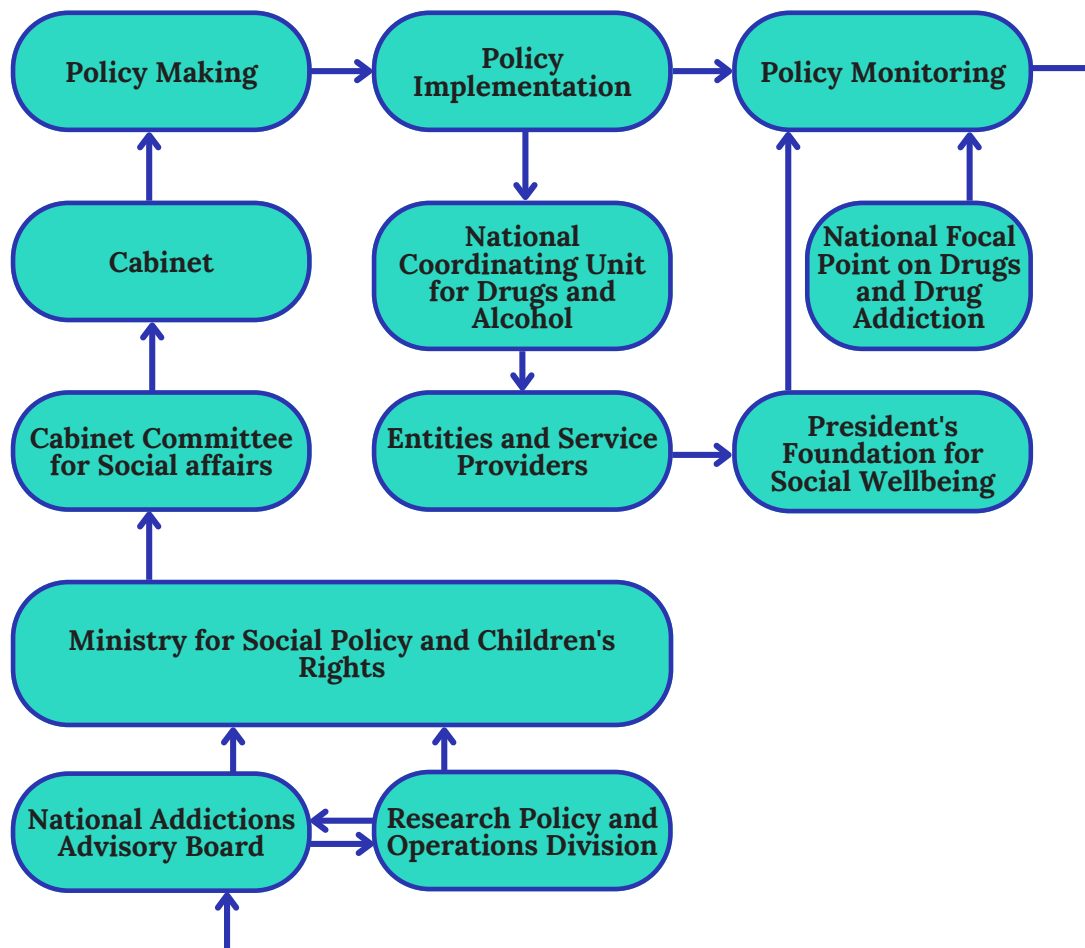 Policy Making
Policy
Implementation
Policy Monitoring
Cabinet
National
Coordinating Unit
for Drugs and
Alcohol
National Focal
Point on Drugs
and Drug
Addiction
Cabinet Committee
for Social affairs
Entities and Service
Providers
President's
Foundation for
Social Wellbeing
Ministry for Social Policy and Children's
Rights
National Addictions
Advisory Board
Research Policy and
Operations Division